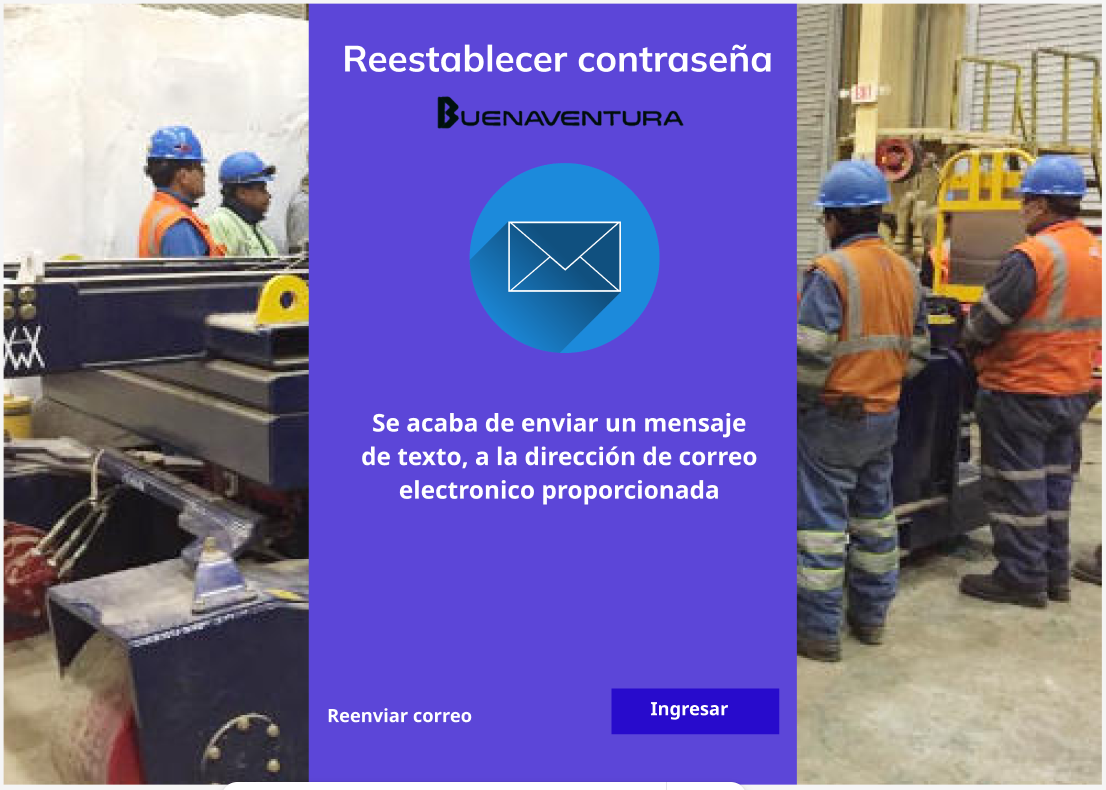 Reestablecer contraseña
BUENAVENTURA
EXIT
Se acaba de enviar un mensaje
de texto, a la dirección de correo
electronico proporcionada
Reenviar correo
Ingresar